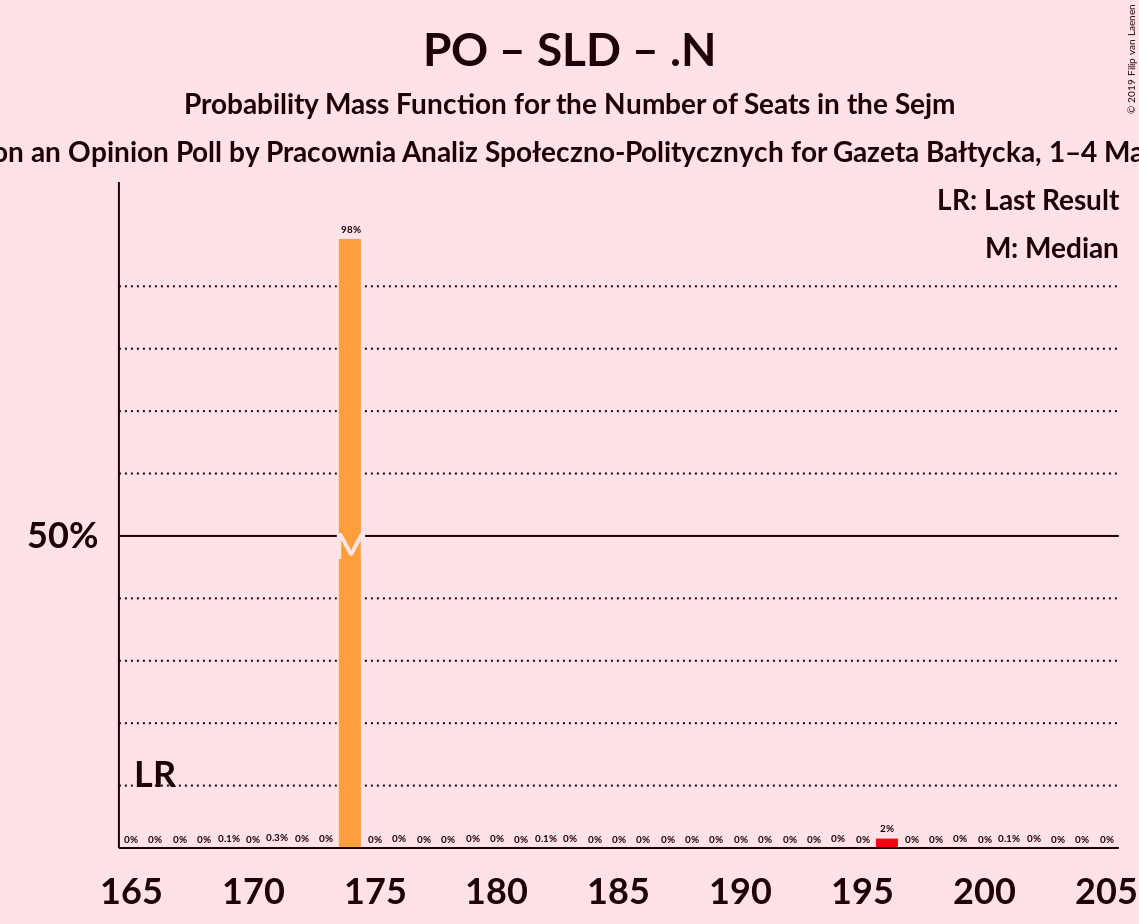 PO – SLD – .N
Probability Mass Function for the Number of Seats in the Sejm
on an Opinion Poll by Pracownia Analiz Społeczno-Politycznych for Gazeta Bałtycka, 1–4 Ma
© 2019 Filip van Laenen
LR: Last Result
M: Median
98%
50%
M
LR
0% 0% 0% 0% 0.1% 0% 0.3% 0% 0% 0% 0% 0% 0% 0% 0% 0% 0.1% 0% 0% 0% 0% 0% 0% 0% 0% 0% 0% 0% 0% 0% 2% 0% 0% 0% 0% 0.1% 0% 0% 0% 0%
165 170 175 180 185 190 195 200 205